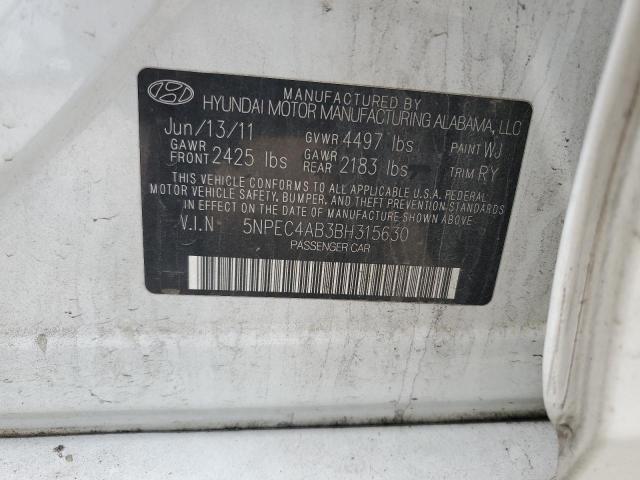 MANUFACTURED BY
HYUNDAI MOTOR MANUFACTURING ALABAMA, LLC
Jun/13/11 GVWR 4497 lbs PAINT WJ
GAWR FRONT 2425 lbs GAWR REAR 2183 lbs TRIM RY
THIS VEHICLE CONFORMS TO ALL APPLICABLE U.S.A. FEDERAL
MOTOR VEHICLE SAFETY, BUMPER, AND THEFT PREVENTION STANDARDS
IN EFFECT ON THE DATE OF MANUFACTURE SHOWN ABOVE.
V.I.N 5NPEC4AB3BH315630
PASSENGER CAR